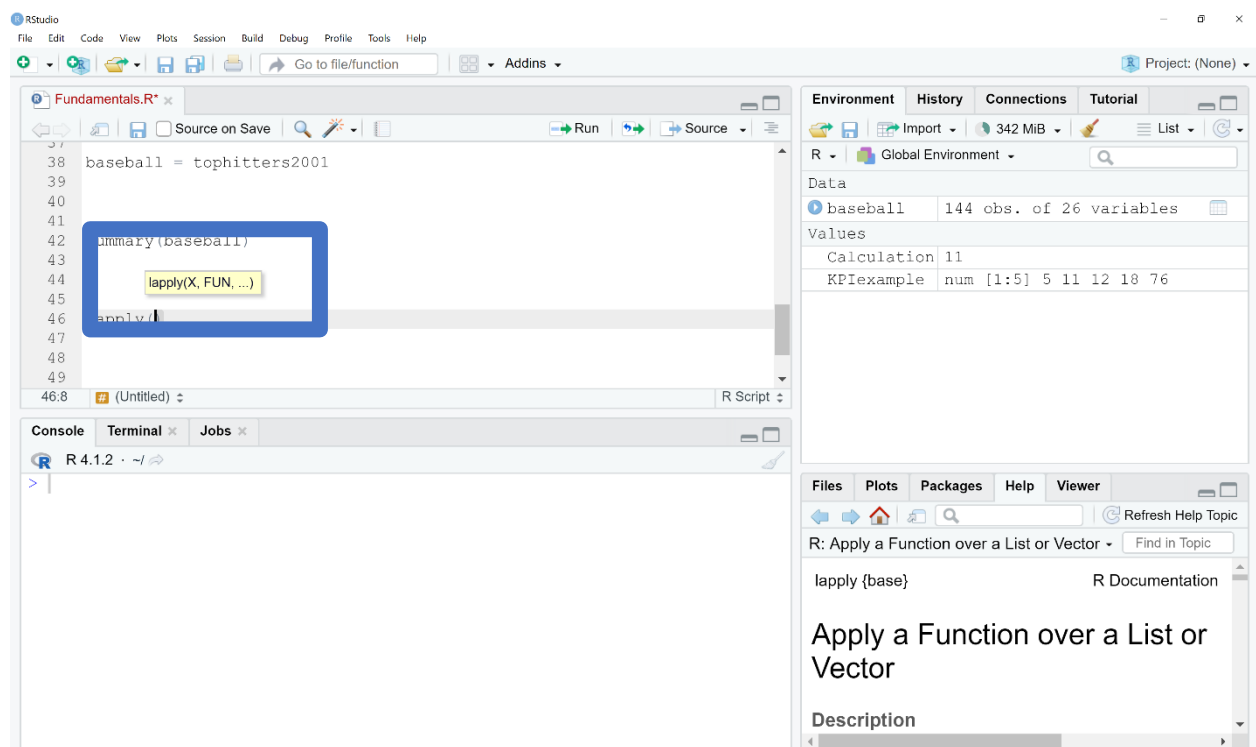 RStudio
File Edit Code View Plots Session Build Debug Profile Tools Help
Go to file/function Addins Project: (None)
Fundamentals.R*
Source on Save Run Source
38 baseball = tophitters2001
39
40
41
42 ummary(baseball)
43
44 lapply(X, FUN, ...)
45
46 apply()
47
48
49
46:8 # (Untitled) R Script
Console Terminal Jobs
R 4.1.2 · ~/
>
Environment History Connections Tutorial
Import 342 MiB List
R Global Environment
Data
baseball 144 obs. of 26 variables
Values
Calculation 11
KPIexample num [1:5] 5 11 12 18 76
Files Plots Packages Help Viewer
Refresh Help Topic
R: Apply a Function over a List or Vector Find in Topic
lapply {base} R Documentation
Apply a Function over a List or
Vector
Description